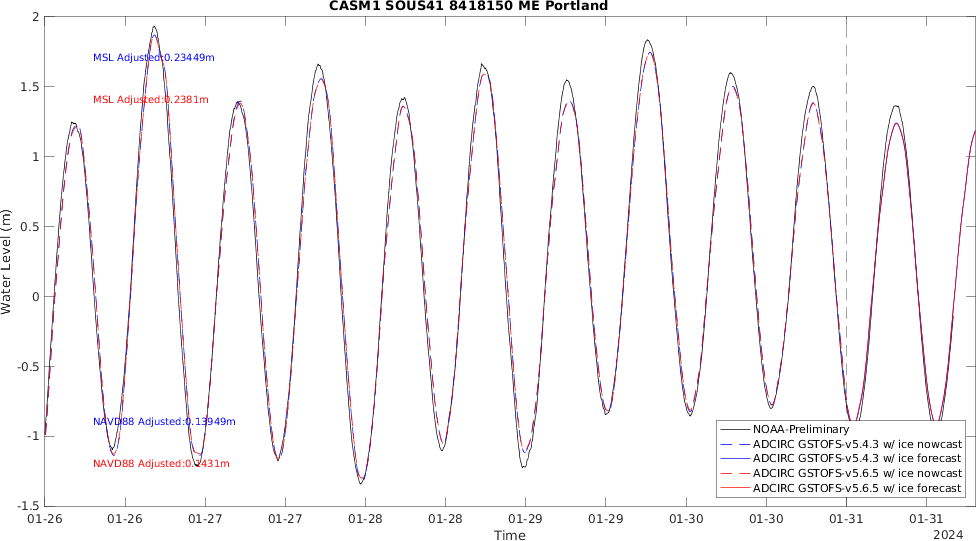 CASM1 SOUS41 8418150 ME Portland
2
1.5
1
0.5
0
-0.5
-1
-1.5
Water Level (m)
MSL Adjusted:0.23449m
MSL Adjusted:0.2381m
NAVD88 Adjusted:0.13949m
NAVD88 Adjusted:0.1431m
NOAA-Preliminary
ADCIRC GSTOFS-v5.4.3 w/ ice nowcast
ADCIRC GSTOFS-v5.4.3 w/ ice forecast
ADCIRC GSTOFS-v5.6.5 w/ ice nowcast
ADCIRC GSTOFS-v5.6.5 w/ ice forecast
01-26 01-26 01-27 01-27 01-28 01-28 01-29 01-29 01-30 01-30 01-31 01-31
2024
Time